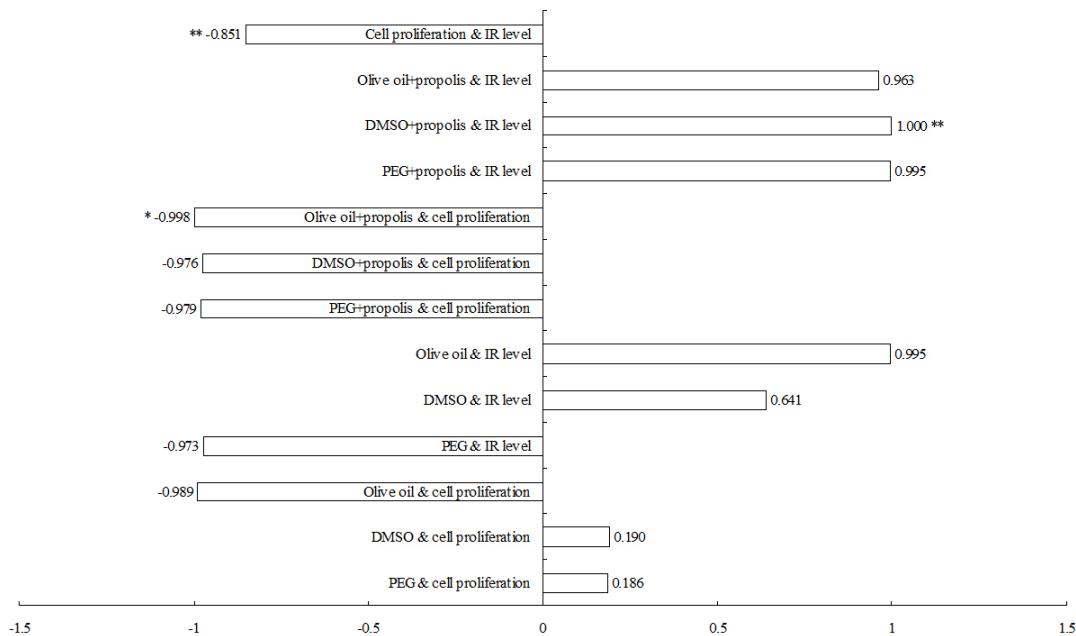 ** -0.851 Cell proliferation & IR level
Olive oil+propolis & IR level 0.963
DMSO+propolis & IR level 1.000 **
PEG+propolis & IR level 0.995
* -0.998 Olive oil+propolis & cell proliferation
-0.976 DMSO+propolis & cell proliferation
-0.979 PEG+propolis & cell proliferation
Olive oil & IR level 0.995
DMSO & IR level 0.641
-0.973 PEG & IR level
-0.989 Olive oil & cell proliferation
DMSO & cell proliferation 0.190
PEG & cell proliferation 0.186
-1.5 -1 -0.5 0 0.5 1 1.5